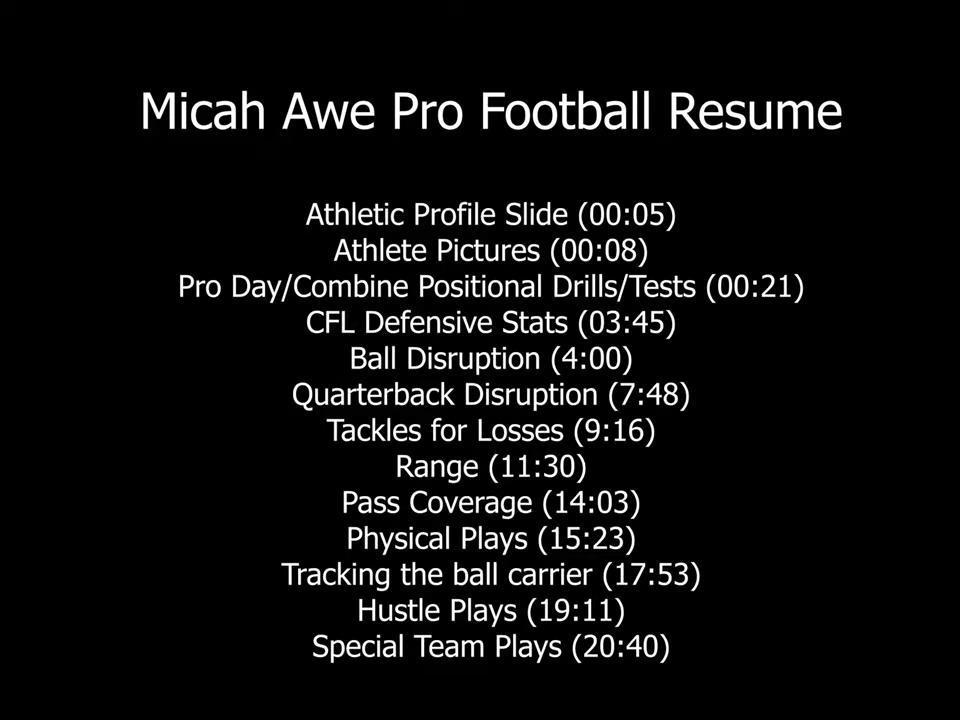 Micah Awe Pro Football Resume
Athletic Profile Slide (00:05)
Athlete Pictures (00:08)
Pro Day/Combine Positional Drills/Tests (00:21)
CFL Defensive Stats (03:45)
Ball Disruption (4:00)
Quarterback Disruption (7:48)
Tackles for Losses (9:16)
Range (11:30)
Pass Coverage (14:03)
Physical Plays (15:23)
Tracking the ball carrier (17:53)
Hustle Plays (19:11)
Special Team Plays (20:40)